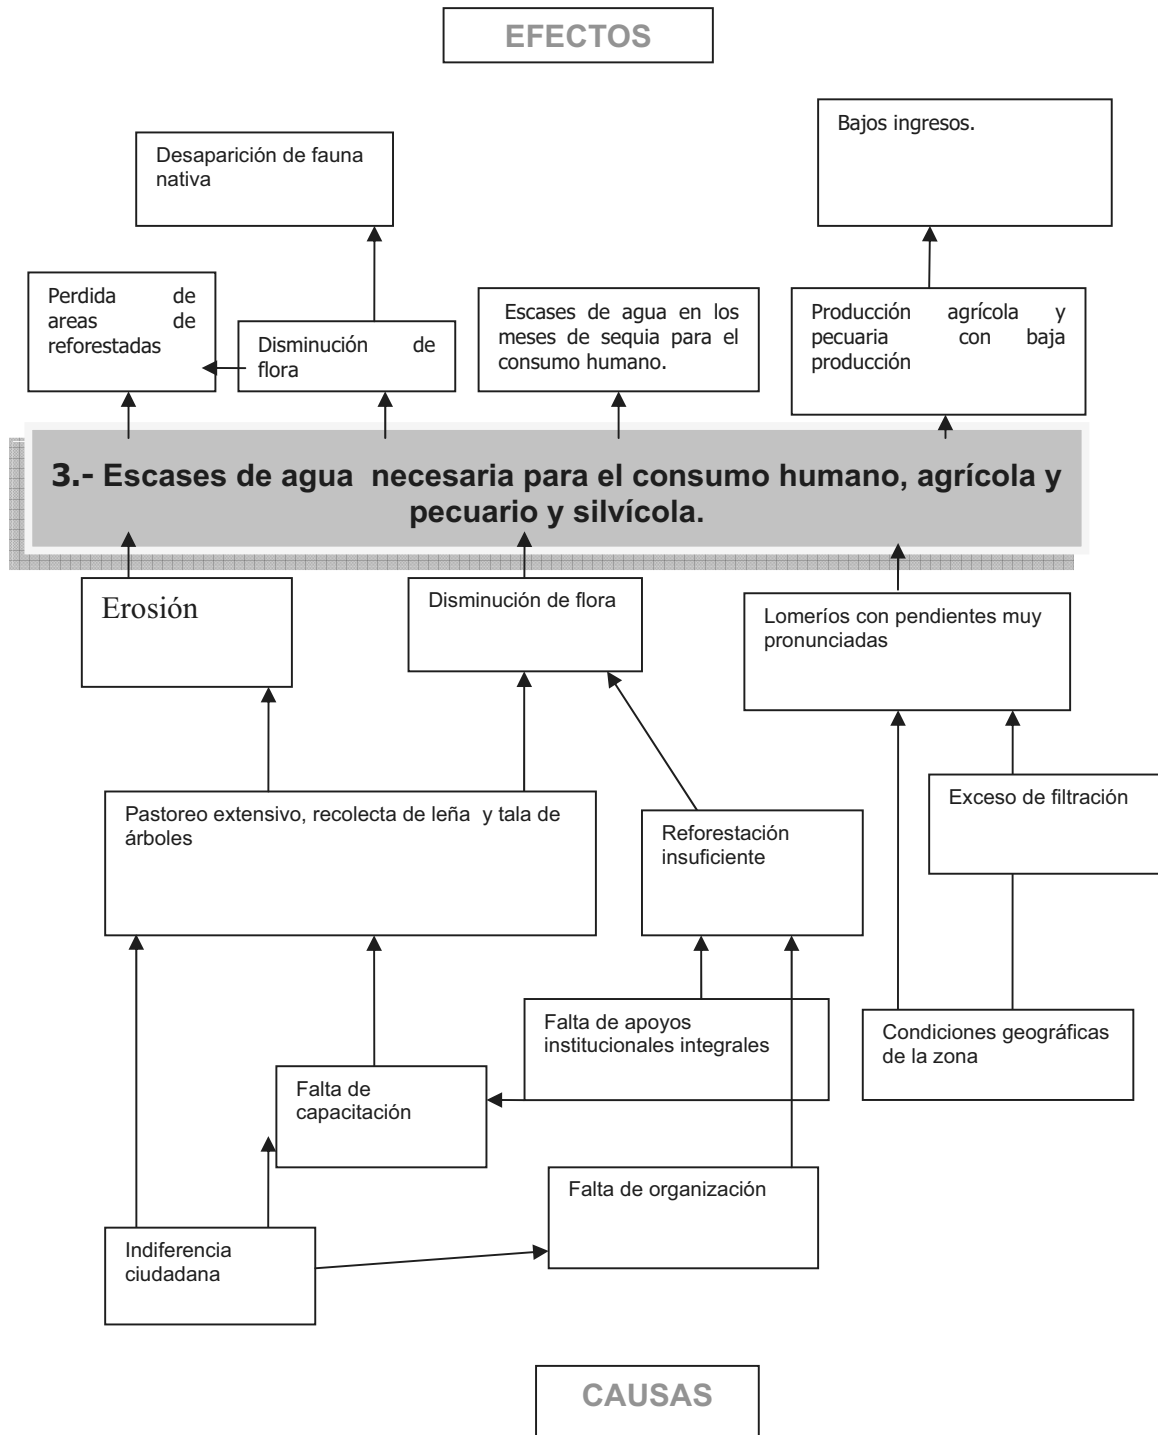 EFECTOS
Bajos ingresos.
Desaparición de fauna
nativa
Perdida de
areas de
reforestadas
Disminución de
flora
Escases de agua en los
meses de sequia para el
consumo humano.
Producción agrícola y
pecuaria con baja
producción
3.- Escases de agua necesaria para el consumo humano, agrícola y
pecuario y silvícola.
Erosión
Disminución de flora
Lomeríos con pendientes muy
pronunciadas
Pastoreo extensivo, recolecta de leña y tala de
árboles
Reforestación
insuficiente
Exceso de filtración
Falta de apoyos
institucionales integrales
Condiciones geográficas
de la zona
Falta de
capacitación
Falta de organización
Indiferencia
ciudadana
CAUSAS